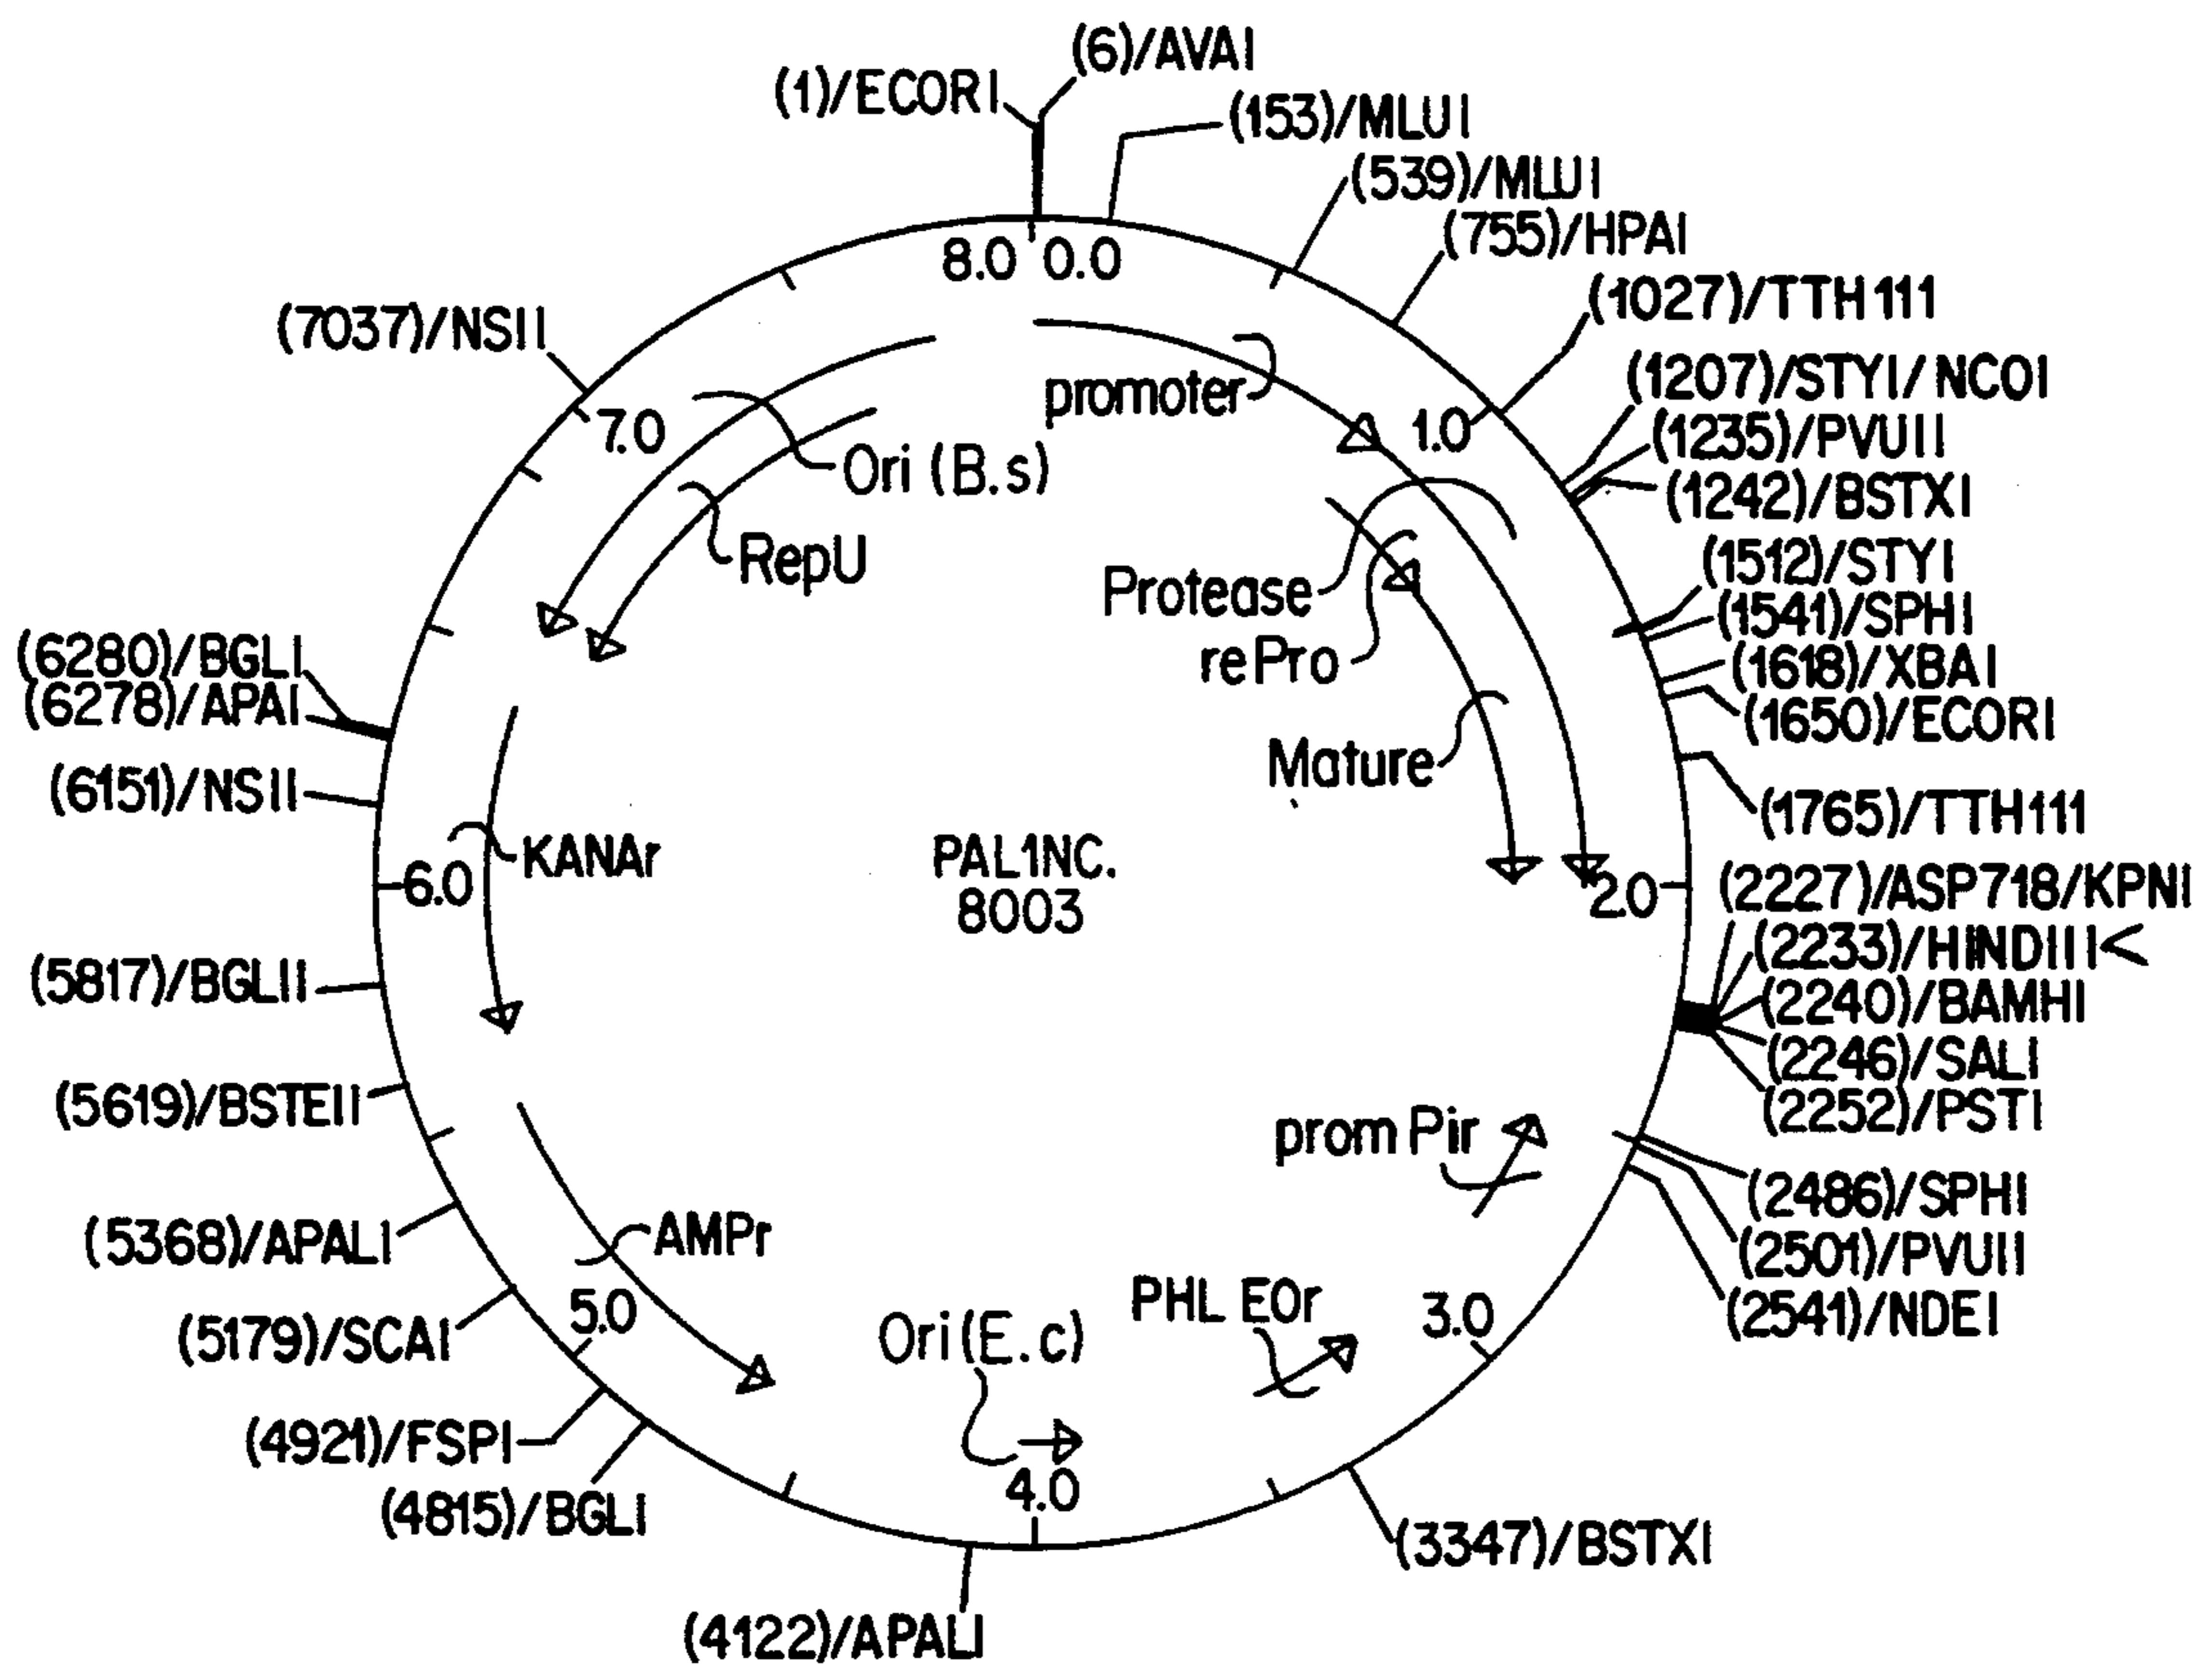 (6)/AVAI
(1)/ECORI
(153)/MLUI
(539)/MLUI
(755)/HPAI
(1027)/TTH111
(1207)/STYI/NCOI
(1235)/PVUII
(1242)/BSTXI
(1512)/STYI
(1541)/SPHI
(1618)/XBAI
(1650)/ECORI
(1765)/TTH111
(2227)/ASP718/KPNI
(2233)/HINDIII<
(2240)/BAMHI
(2246)/SALI
(2252)/PSTI
(2486)/SPHI
(2501)/PVUII
(2541)/NDEI
(3347)/BSTXI
(4122)/APALI
(4815)/BGLI
(4921)/FSPI
(5179)/SCAI
(5368)/APALI
(5619)/BSTEII
(5817)/BGLII
(6151)/NSII
(6278)/APAI
(6280)/BGLI
(7037)/NSII
8.0 0.0
1.0
2.0
3.0
4.0
5.0
6.0
7.0
promoter
Protease
rePro
Mature
prom Pir
PHL EOr
Ori (E.c)
AMPr
KANAr
RepU
Ori (B.s)
PAL1NC.
8003